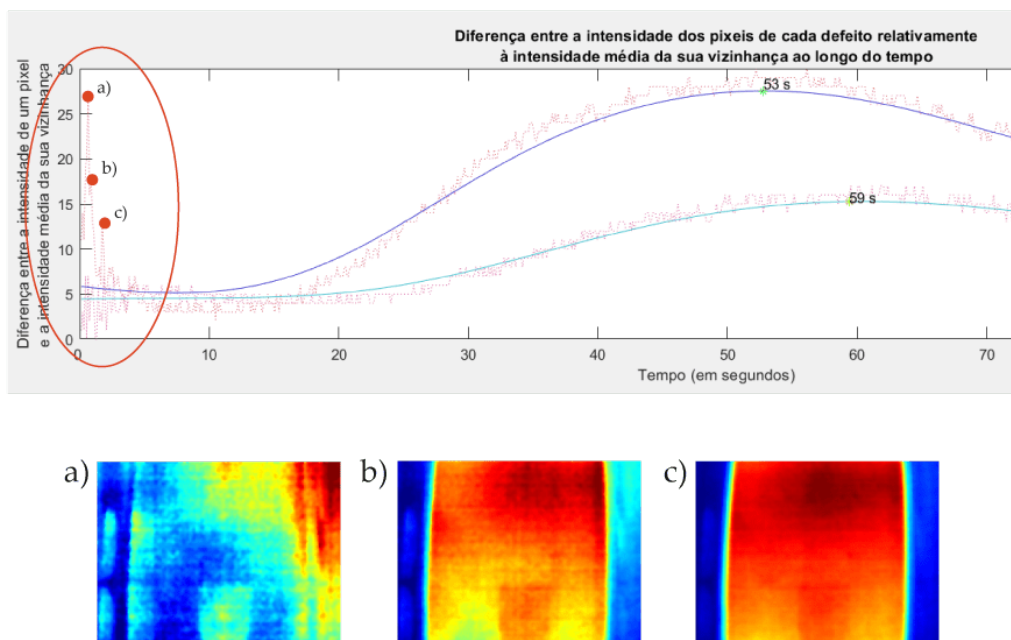 Diferença entre a intensidade dos pixeis de cada defeito relativamente
à intensidade média da sua vizinhança ao longo do tempo
Diferença entre a intensidade de um pixel
e a intensidade média da sua vizinhança
30
25
20
15
10
5
0
a)
b)
c)
53 s
59 s
0 10 20 30 40 50 60 70
Tempo (em segundos)
a) b) c)